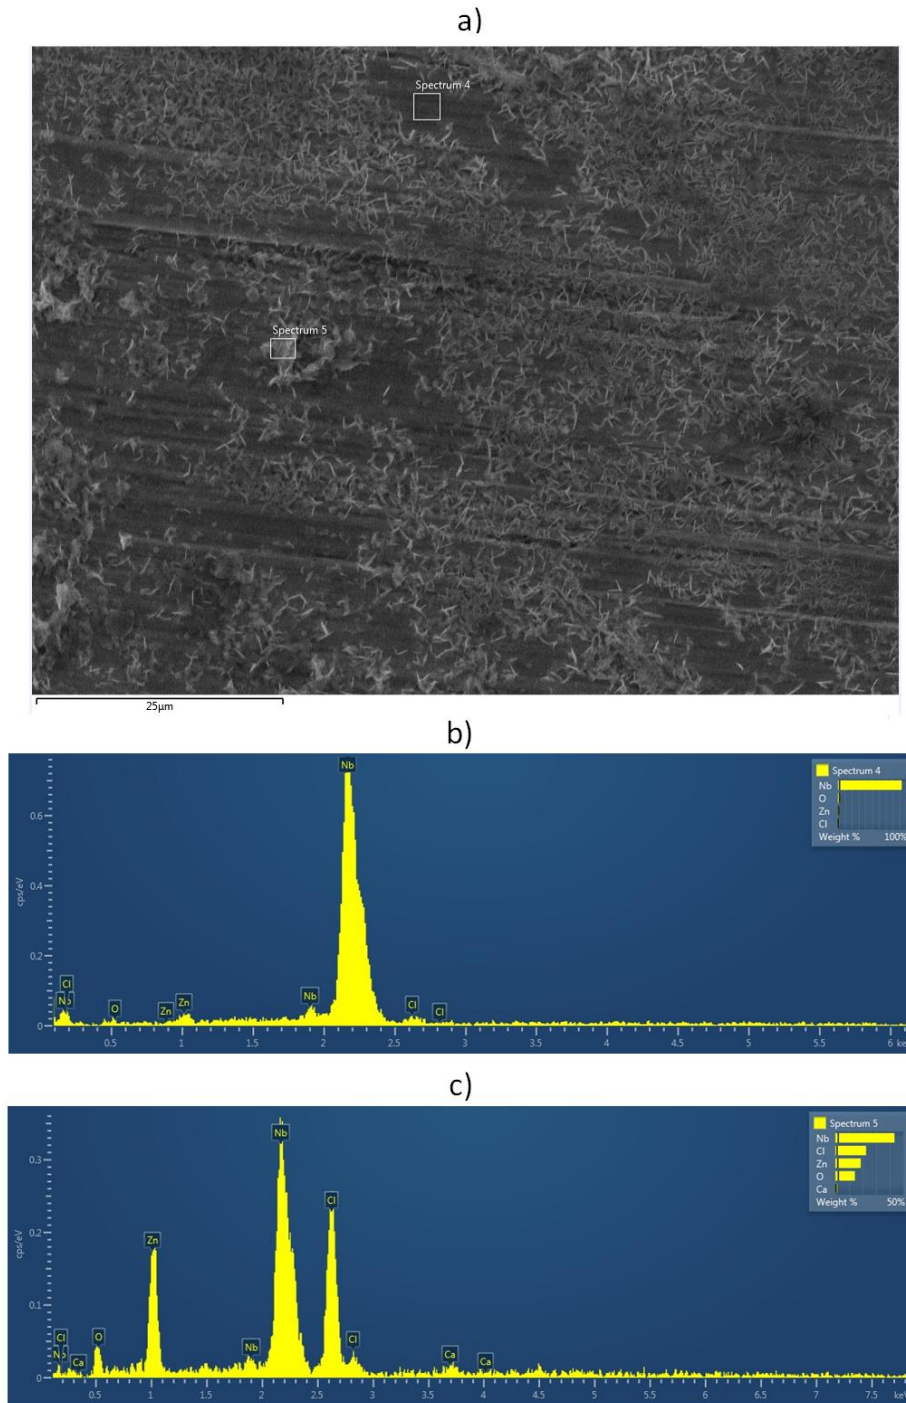 a)
Spectrum 4
Spectrum 5
25µm
b)
Nb
Cl
Nb
O
Zn
Zn
Nb
Cl
Cl
cps/eV
0.6
0.4
0.2
0
0.5 1 1.5 2 2.5 3 3.5 4 4.5 5 5.5 6 ke
Spectrum 4
Nb
O
Zn
Cl
Weight % 100%
c)
Nb
Cl
Zn
Cl
Nb
Ca
O
Nb
Cl
Ca
Ca
cps/eV
0.3
0.2
0.1
0
0.5 1 1.5 2 2.5 3 3.5 4 4.5 5 5.5 6 6.5 7 7.5 keV
Spectrum 5
Nb
Cl
Zn
O
Ca
Weight % 50%